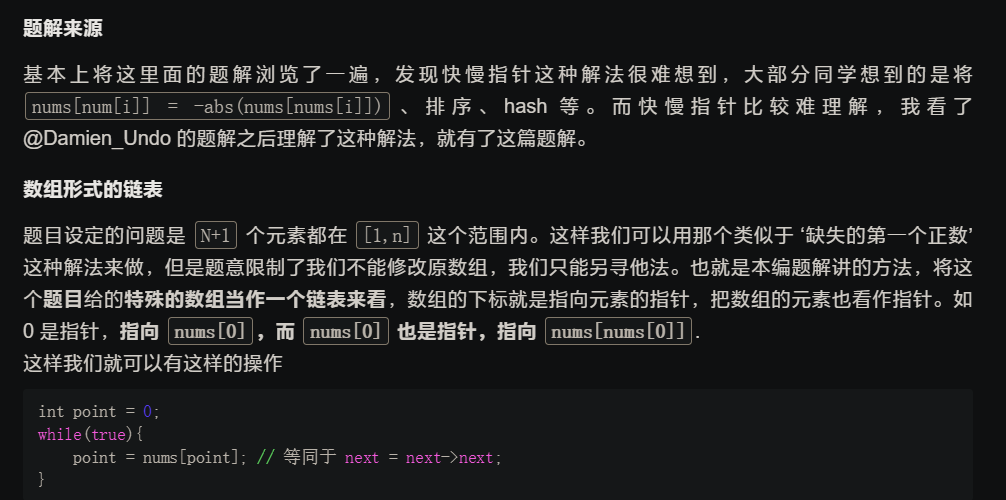 题解来源
基本上将这里面的题解浏览了一遍，发现快慢指针这种解法很难想到，大部分同学想到的是将
nums[num[i]] = -abs(nums[nums[i]]) 、排序、hash 等。而快慢指针比较难理解，我看了
@Damien_Undo 的题解之后理解了这种解法，就有了这篇题解。
数组形式的链表
题目设定的问题是 N+1 个元素都在 [1,n] 这个范围内。这样我们可以用那个类似于 ‘缺失的第一个正数’
这种解法来做，但是题意限制了我们不能修改原数组，我们只能另寻他法。也就是本编题解讲的方法，将这
个题目给的特殊的数组当作一个链表来看，数组的下标就是指向元素的指针，把数组的元素也看作指针。如
0 是指针，指向 nums[0]，而 nums[0] 也是指针，指向 nums[nums[0]].
这样我们就可以有这样的操作
int point = 0;
while(true){
    point = nums[point]; // 等同于 next = next->next;
}